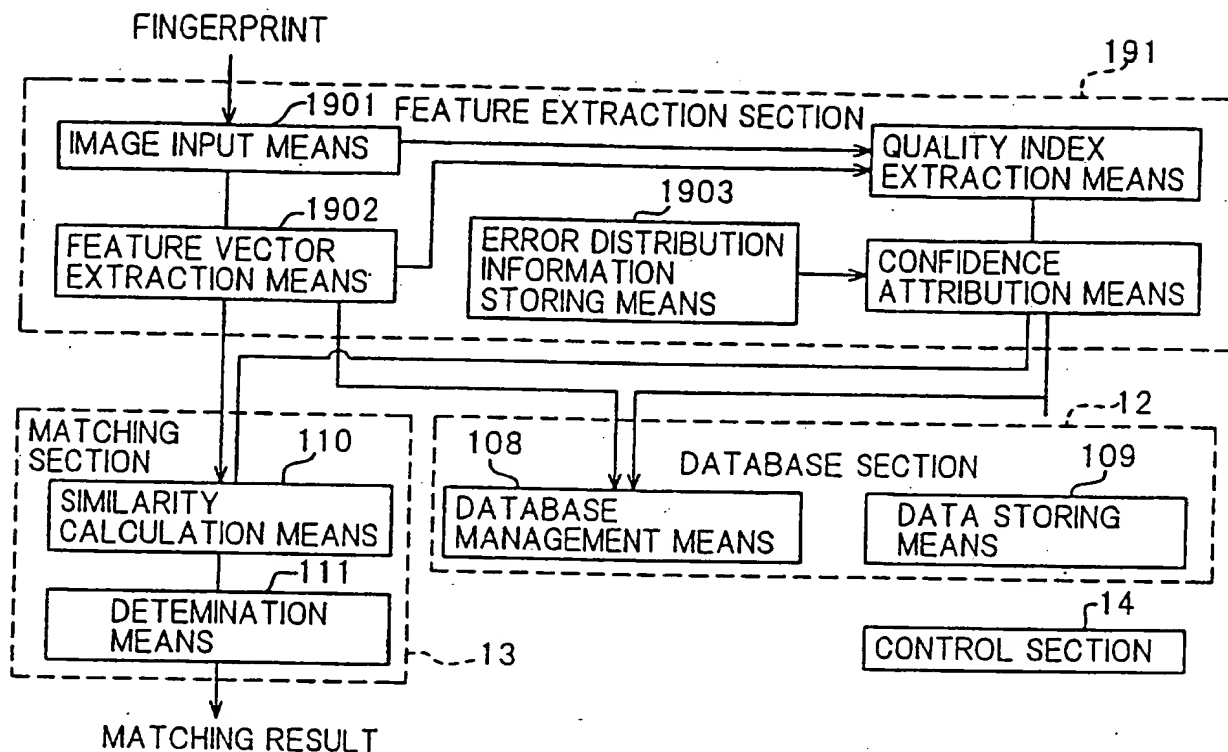 FINGERPRINT
191
1901
FEATURE EXTRACTION SECTION
IMAGE INPUT MEANS
QUALITY INDEX
EXTRACTION MEANS
1902
1903
FEATURE VECTOR
EXTRACTION MEANS
ERROR DISTRIBUTION
INFORMATION
STORING MEANS
CONFIDENCE
ATTRIBUTION MEANS
12
MATCHING
SECTION
110
108
DATABASE SECTION
109
SIMILARITY
CALCULATION MEANS
DATABASE
MANAGEMENT MEANS
DATA STORING
MEANS
111
DETEMINATION
MEANS
13
14
CONTROL SECTION
MATCHING RESULT